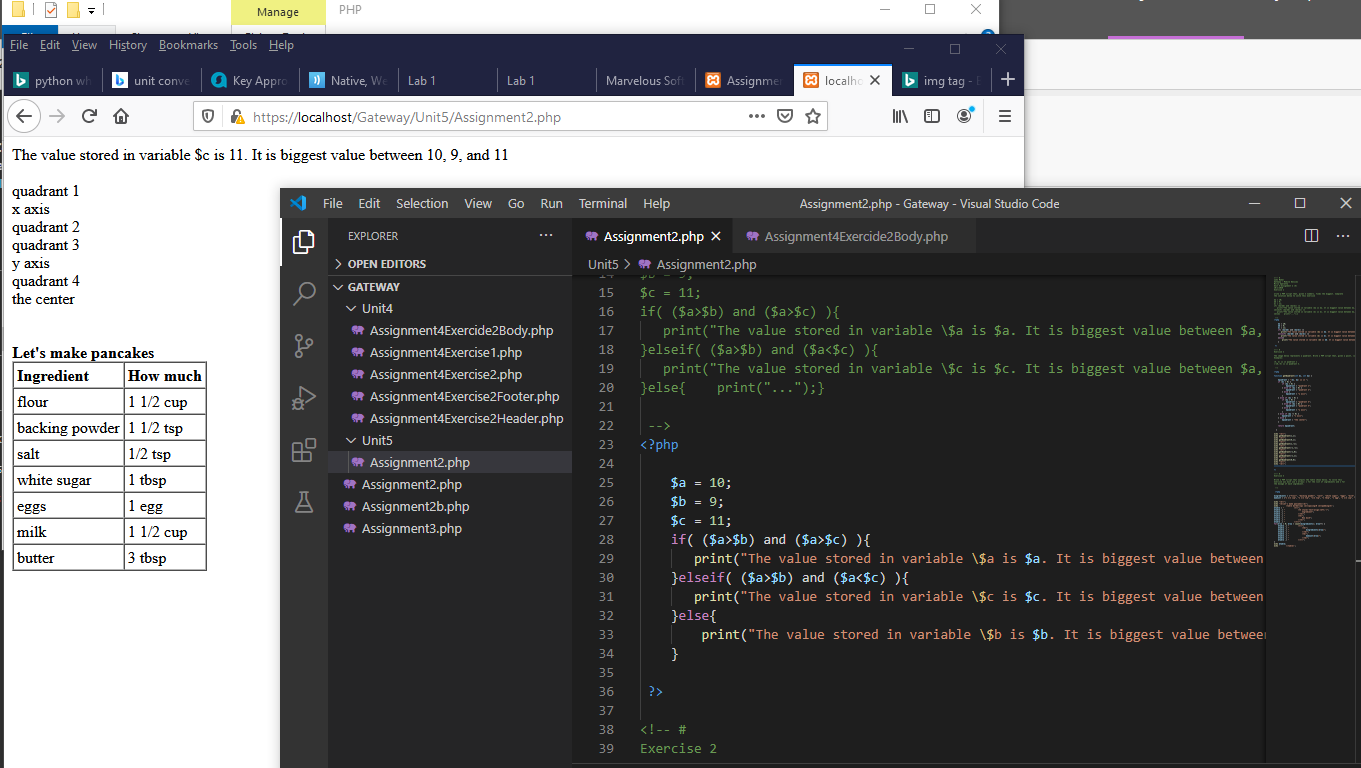 Manage
PHP
File Edit View History Bookmarks Tools Help
python wh
unit conve
Key Appro
Native, We
Lab 1
Lab 1
Marvelous Soft
Assignmen
localho
img tag - B
https://localhost/Gateway/Unit5/Assignment2.php
The value stored in variable $c is 11. It is biggest value between 10, 9, and 11
quadrant 1
x axis
quadrant 2
quadrant 3
y axis
quadrant 4
the center
Let's make pancakes
Ingredient How much
flour 1 1/2 cup
backing powder 1 1/2 tsp
salt 1/2 tsp
white sugar 1 tbsp
eggs 1 egg
milk 1 1/2 cup
butter 3 tbsp
File Edit Selection View Go Run Terminal Help
Assignment2.php - Gateway - Visual Studio Code
EXPLORER
OPEN EDITORS
GATEWAY
Unit4
Assignment4Exercide2Body.php
Assignment4Exercise1.php
Assignment4Exercise2.php
Assignment4Exercise2Footer.php
Assignment4Exercise2Header.php
Unit5
Assignment2.php
Assignment2.php
Assignment2b.php
Assignment3.php
Assignment2.php
Assignment4Exercide2Body.php
Unit5 > Assignment2.php
14 $b = 9;
15 $c = 11;
16 if( ($a>$b) and ($a>$c) ){
17 print("The value stored in variable \$a is $a. It is biggest value between $a,
18 }elseif( ($a>$b) and ($a<$c) ){
19 print("The value stored in variable \$c is $c. It is biggest value between $a,
20 }else{ print("...");}
21
22 -->
23 <?php
24
25 $a = 10;
26 $b = 9;
27 $c = 11;
28 if( ($a>$b) and ($a>$c) ){
29 print("The value stored in variable \$a is $a. It is biggest value between
30 }elseif( ($a>$b) and ($a<$c) ){
31 print("The value stored in variable \$c is $c. It is biggest value between
32 }else{
33 print("The value stored in variable \$b is $b. It is biggest value between
34 }
35
36 ?>
37
38 <!-- #
39 Exercise 2